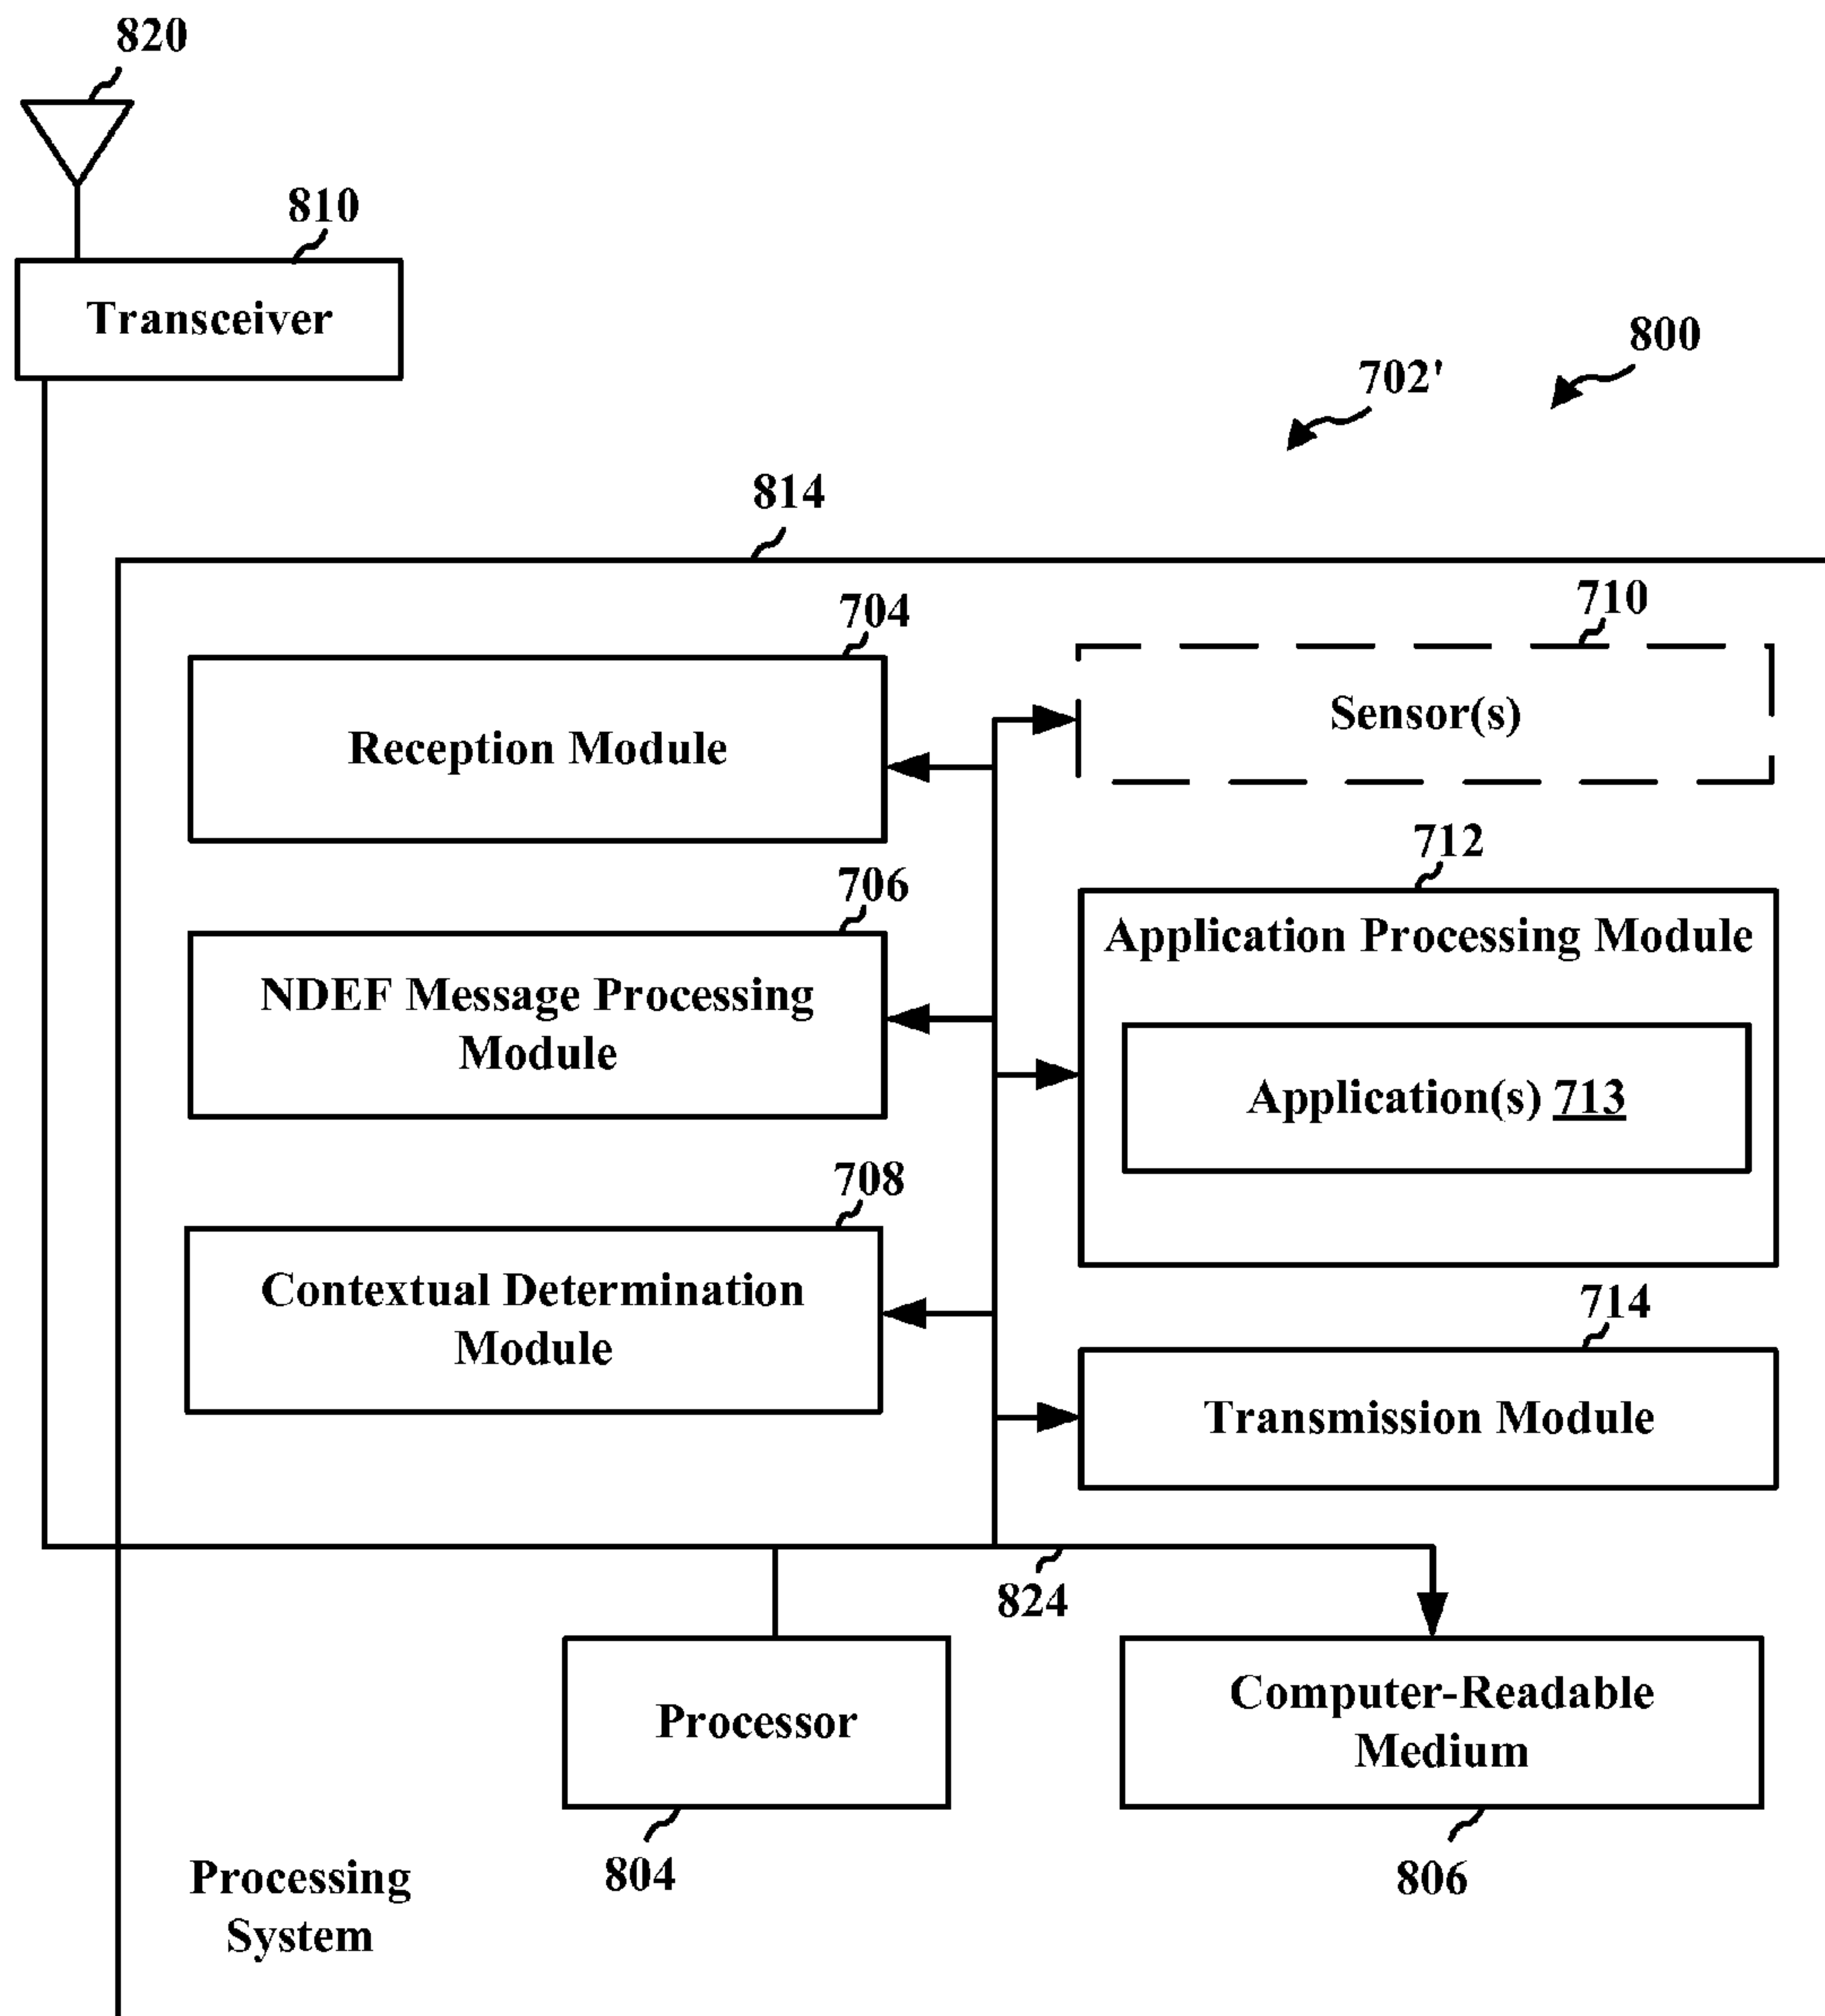 820
810
Transceiver
800
702'
814
704
710
Reception Module
Sensor(s)
712
706
Application Processing Module
NDEF Message Processing
Module
Application(s) 713
708
Contextual Determination
Module
714
Transmission Module
824
Processor
Computer-Readable
Medium
804
806
Processing
System